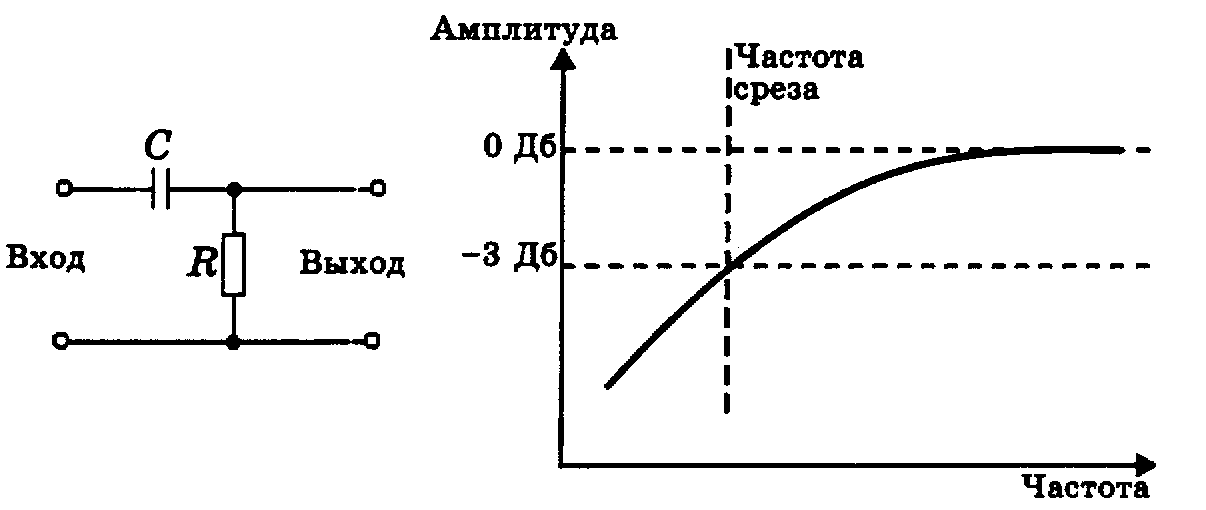 C
Вход
R
Выход
Амплитуда
Частота
среза
0 Дб
-3 Дб
Частота